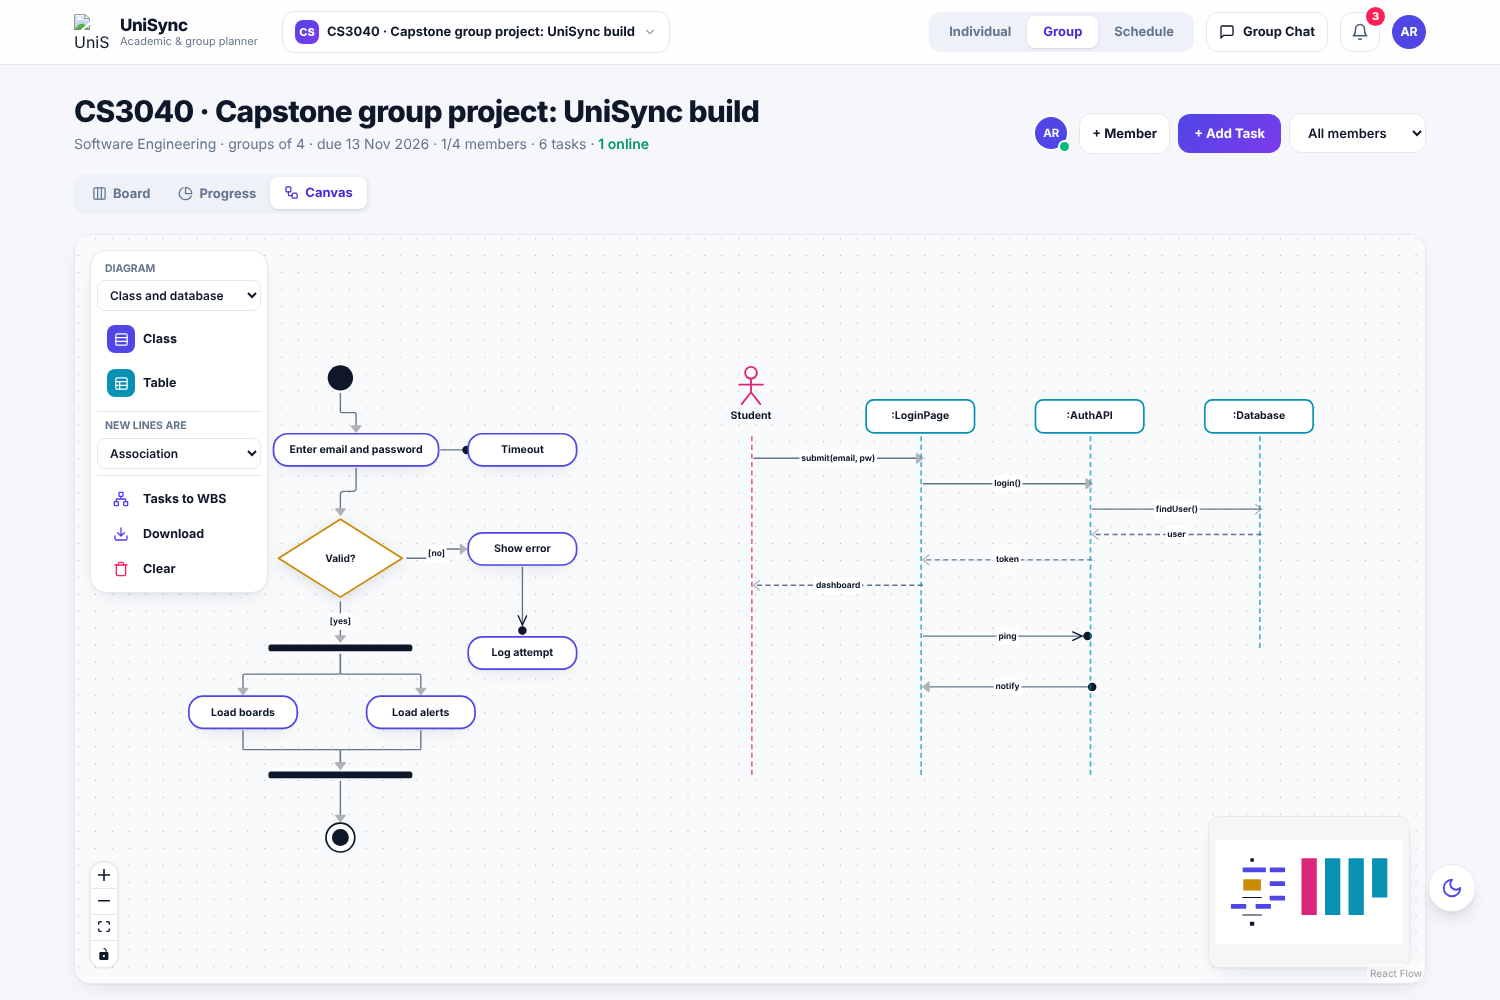 UniS
UniSync
Academic & group planner
CS
CS3040 · Capstone group project: UniSync build
Individual
Group
Schedule
Group Chat
3
AR
CS3040 · Capstone group project: UniSync build
Software Engineering · groups of 4 · due 13 Nov 2026 · 1/4 members · 6 tasks · 1 online
AR
+ Member
+ Add Task
All members
Board
Progress
Canvas
DIAGRAM
Class and database
Class
Table
NEW LINES ARE
Association
Tasks to WBS
Download
Clear
Enter email and password
Timeout
Valid?
[no]
Show error
[yes]
Log attempt
Load boards
Load alerts
Student
:LoginPage
:AuthAPI
:Database
submit(email, pw)
login()
findUser()
user
token
dashboard
ping
notify
React Flow